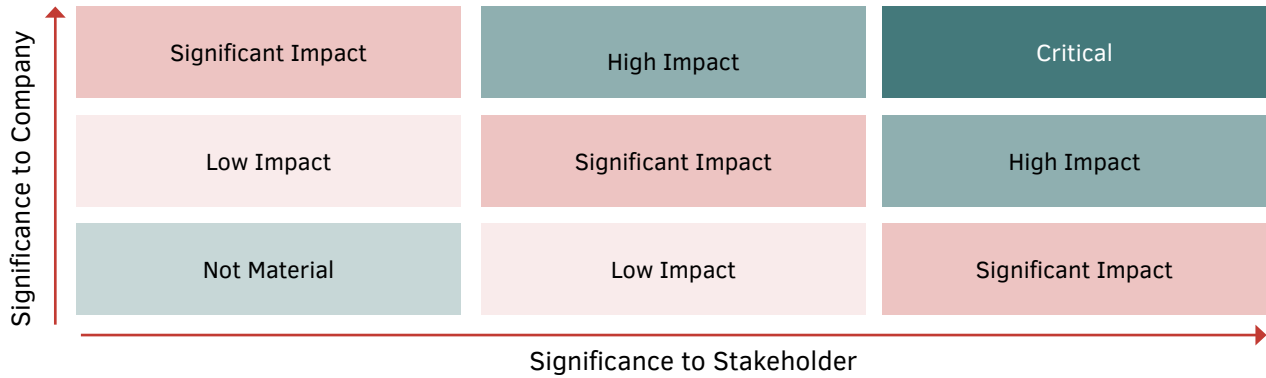 Significance to Company
Significant Impact
High Impact
Critical
Low Impact
Significant Impact
High Impact
Not Material
Low Impact
Significant Impact
Significance to Stakeholder